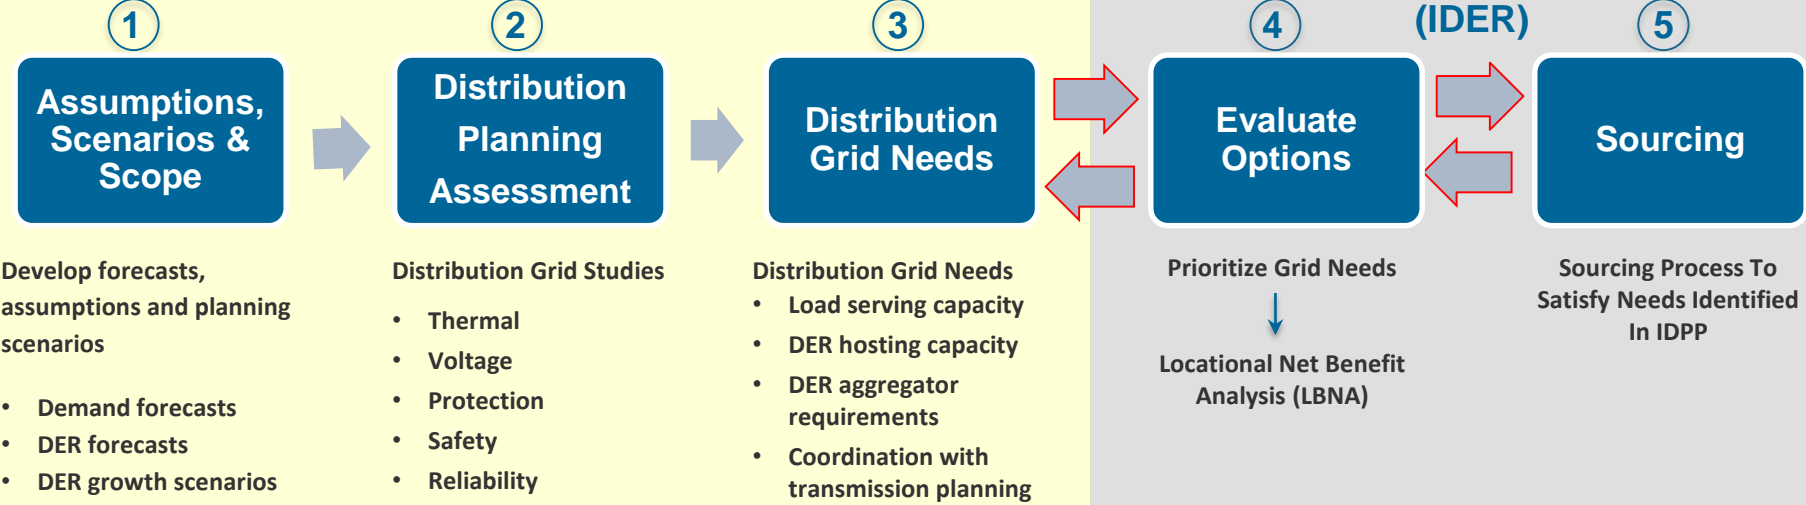 1
Assumptions,
Scenarios &
Scope
Develop forecasts,
assumptions and planning
scenarios
• Demand forecasts
• DER forecasts
• DER growth scenarios
2
Distribution
Planning
Assessment
Distribution Grid Studies
• Thermal
• Voltage
• Protection
• Safety
• Reliability
3
Distribution
Grid Needs
Distribution Grid Needs
• Load serving capacity
• DER hosting capacity
• DER aggregator
requirements
• Coordination with
transmission planning
(IDER)
4
Evaluate
Options
Prioritize Grid Needs
Locational Net Benefit
Analysis (LBNA)
5
Sourcing
Sourcing Process To
Satisfy Needs Identified
In IDPP